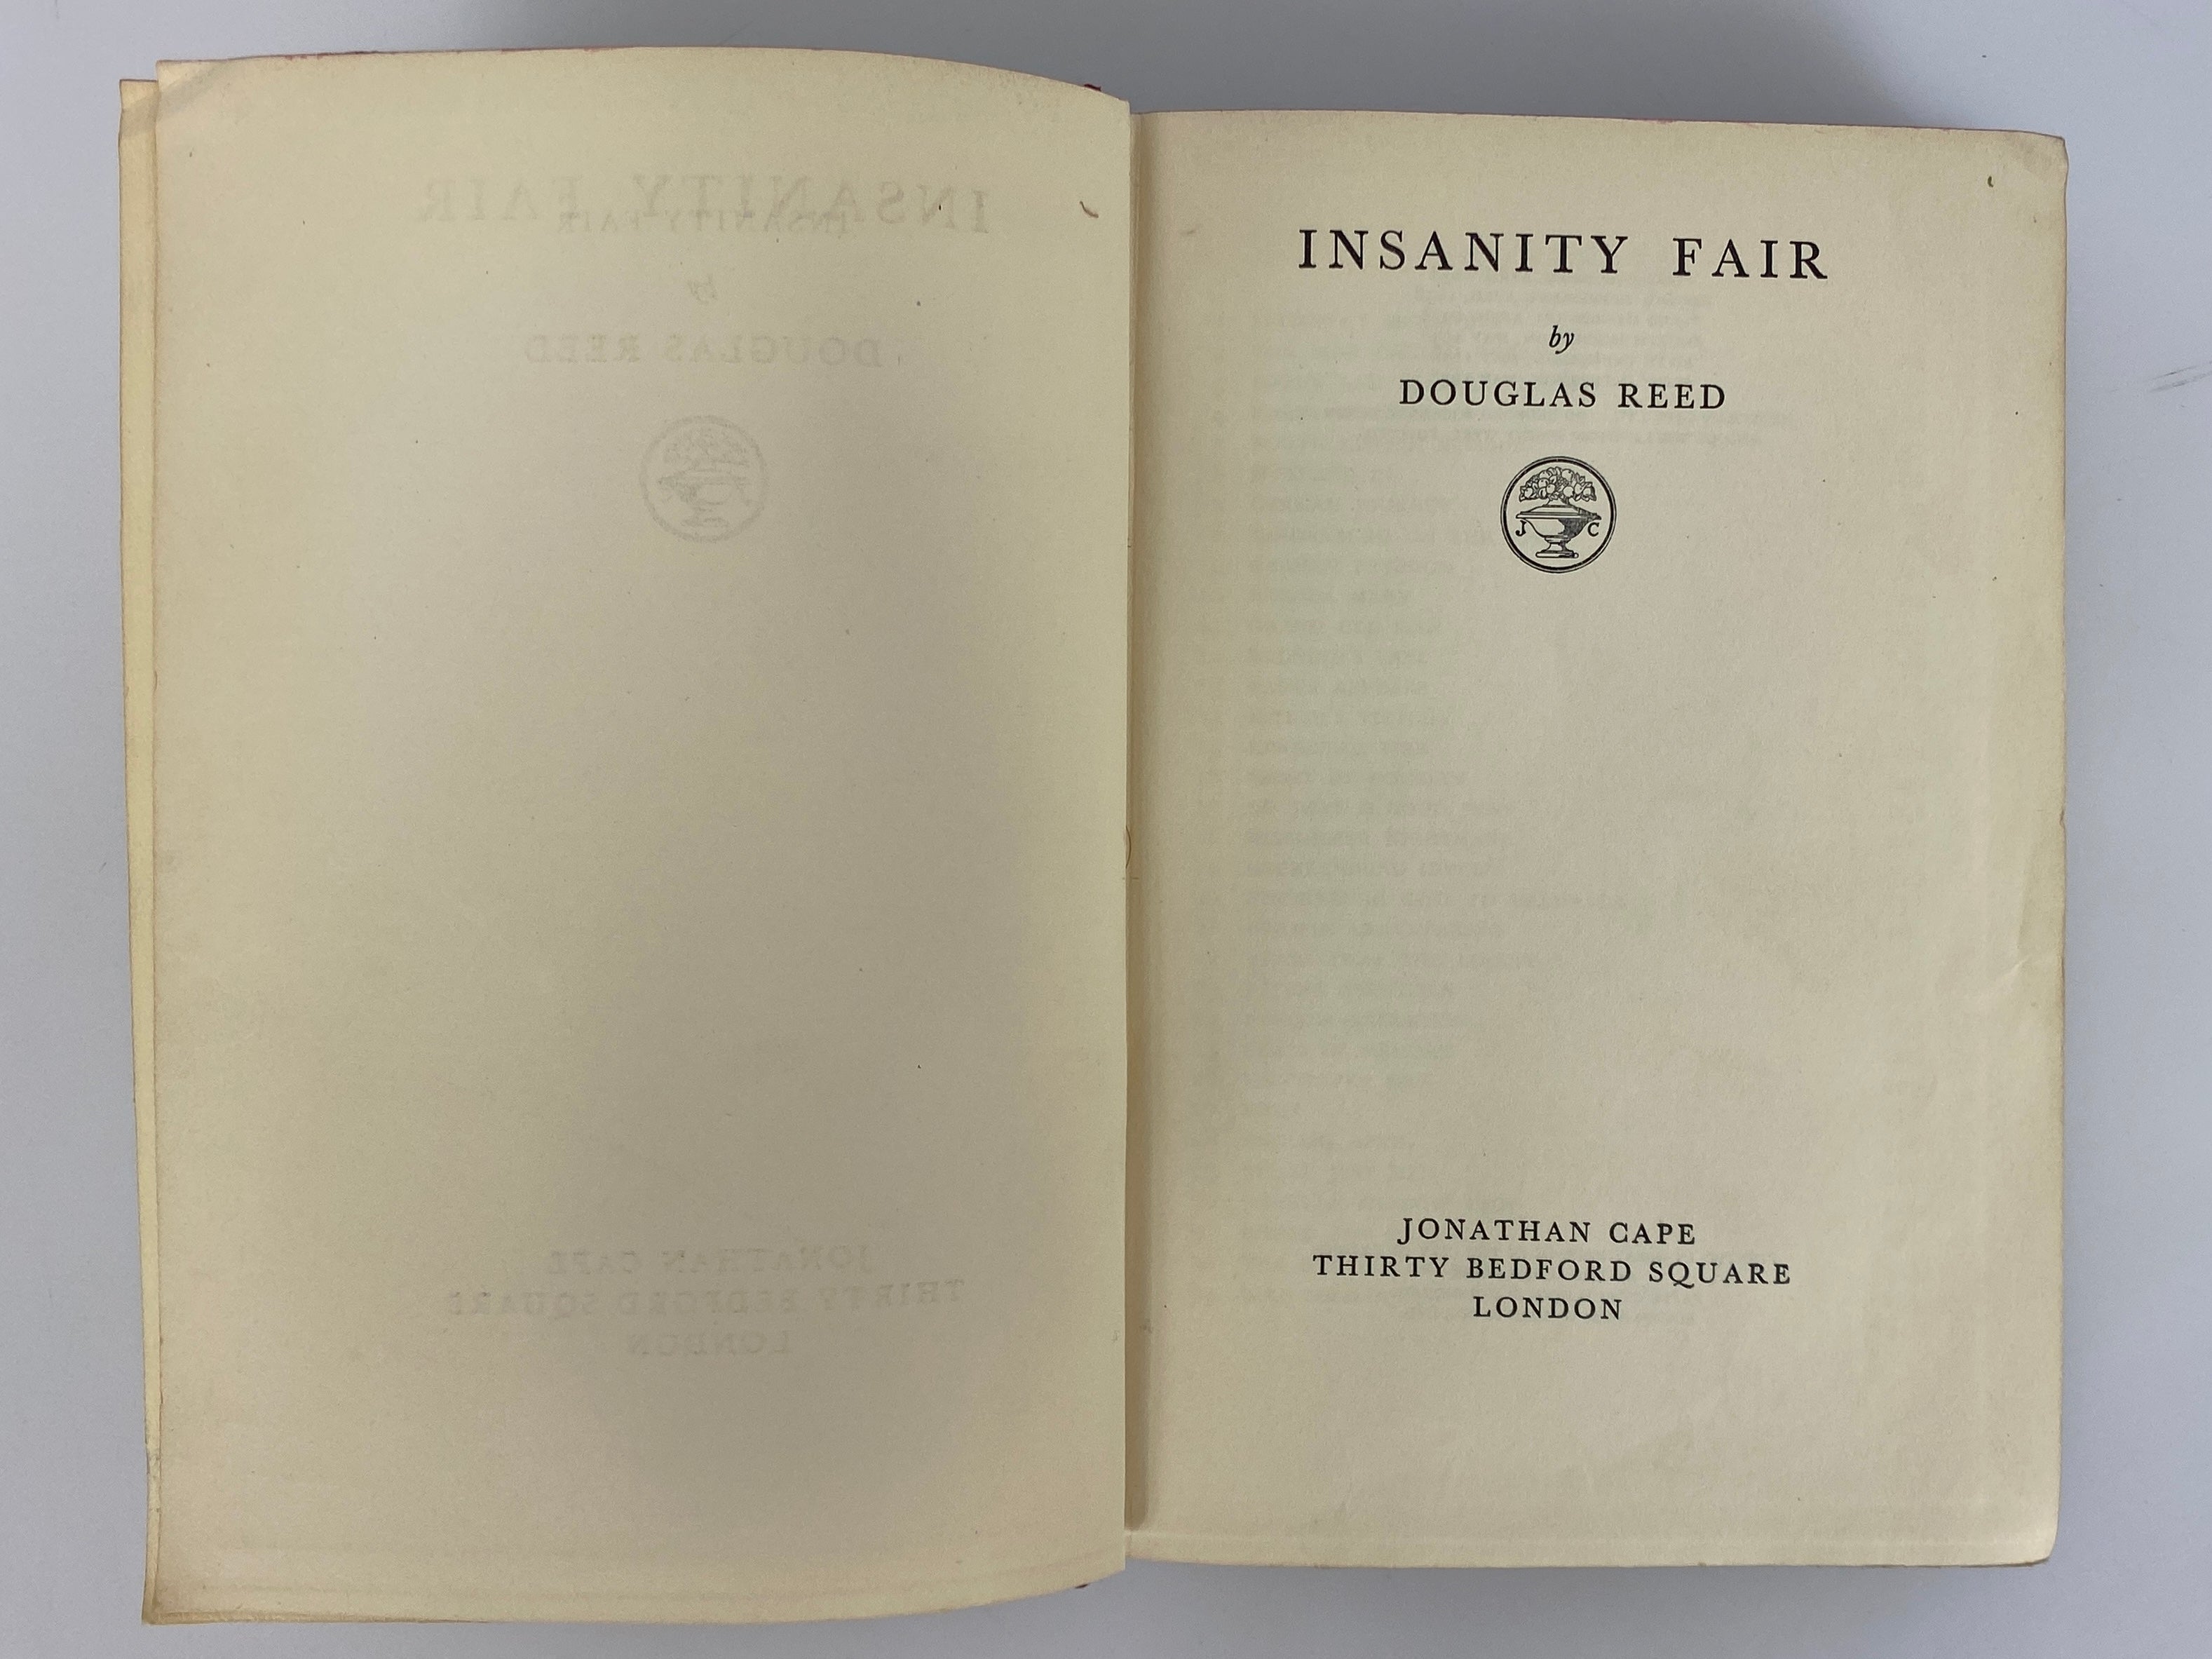 INSANITY FAIR
by
DOUGLAS REED
J C
JONATHAN CAPE
THIRTY BEDFORD SQUARE
LONDON